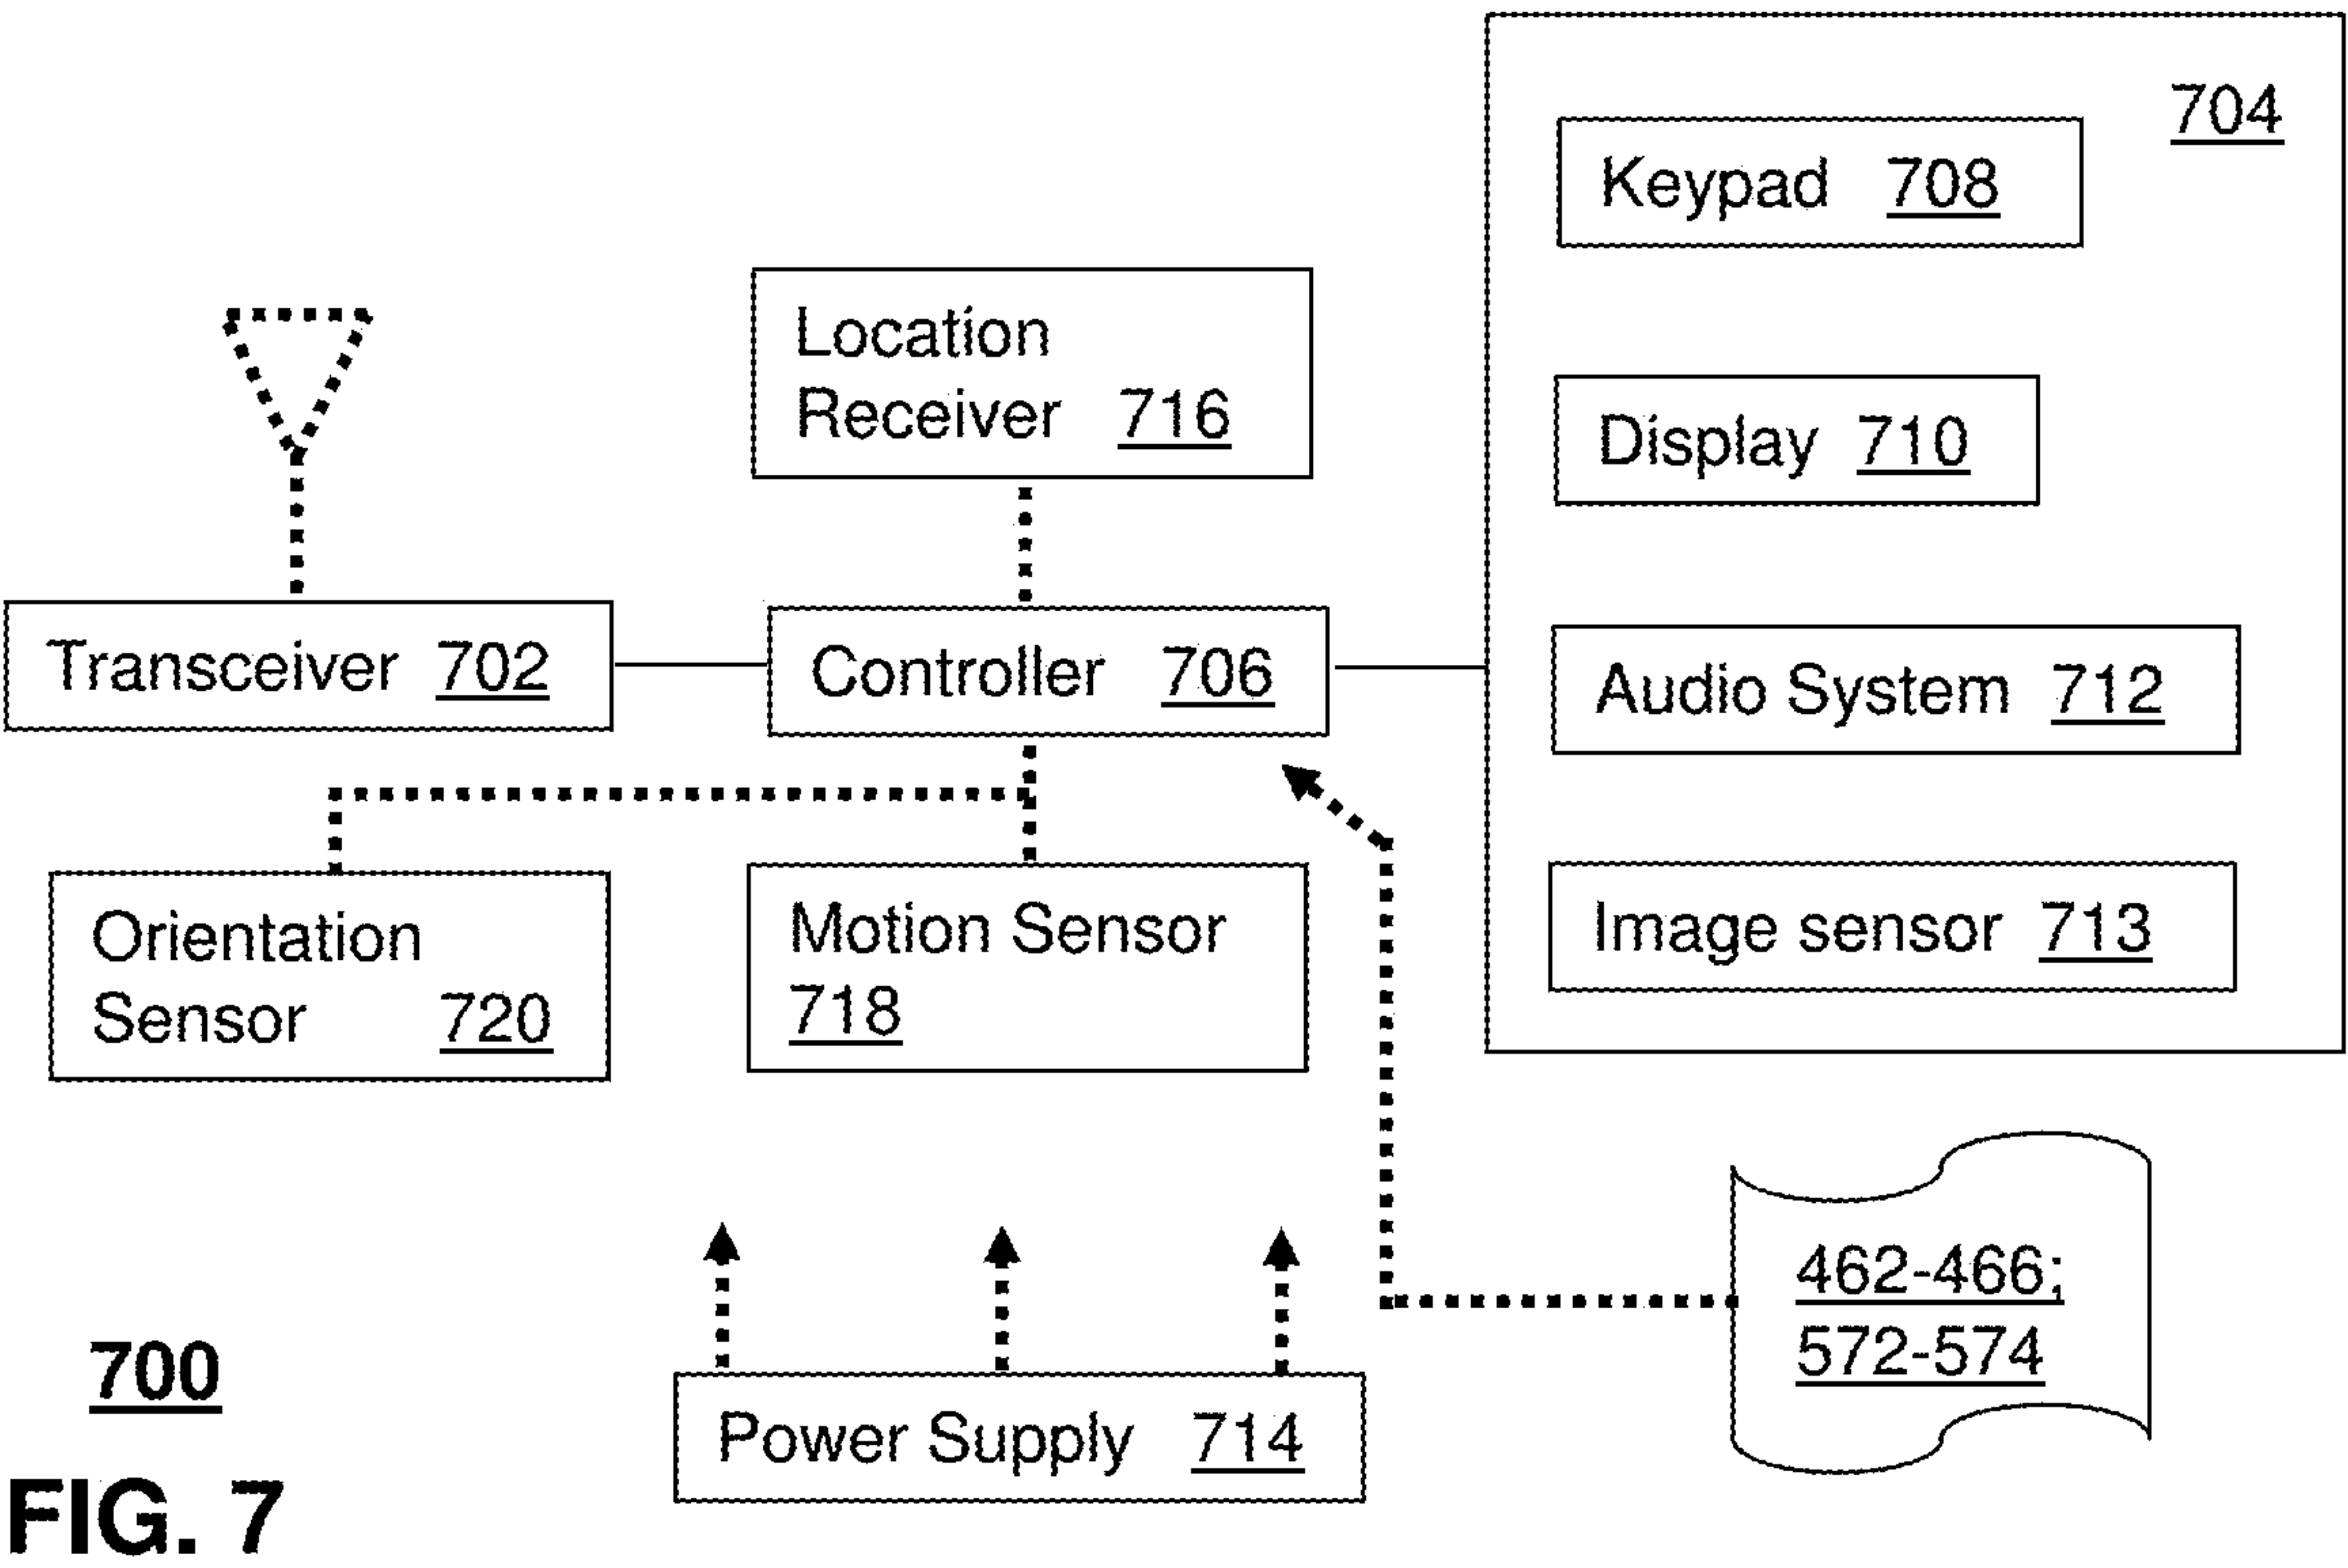 704
Keypad 708
Location
Receiver 716
Display 710
Transceiver 702
Controller 706
Audio System 712
Orientation
Sensor 720
Motion Sensor
718
Image sensor 713
462-466;
572-574
Power Supply 714
700
FIG. 7